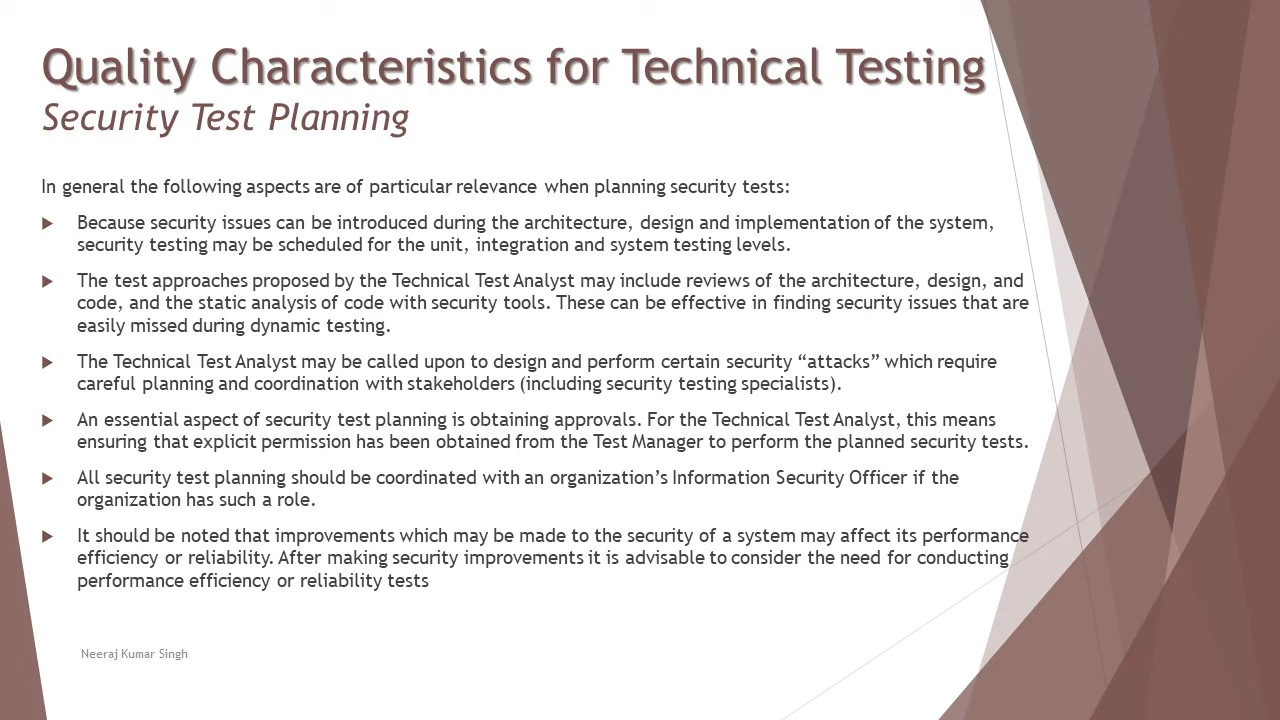 Quality Characteristics for Technical Testing
Security Test Planning
In general the following aspects are of particular relevance when planning security tests:
Because security issues can be introduced during the architecture, design and implementation of the system,
security testing may be scheduled for the unit, integration and system testing levels.
The test approaches proposed by the Technical Test Analyst may include reviews of the architecture, design, and
code, and the static analysis of code with security tools. These can be effective in finding security issues that are
easily missed during dynamic testing.
The Technical Test Analyst may be called upon to design and perform certain security “attacks” which require
careful planning and coordination with stakeholders (including security testing specialists).
An essential aspect of security test planning is obtaining approvals. For the Technical Test Analyst, this means
ensuring that explicit permission has been obtained from the Test Manager to perform the planned security tests.
All security test planning should be coordinated with an organization’s Information Security Officer if the
organization has such a role.
It should be noted that improvements which may be made to the security of a system may affect its performance
efficiency or reliability. After making security improvements it is advisable to consider the need for conducting
performance efficiency or reliability tests
Neeraj Kumar Singh